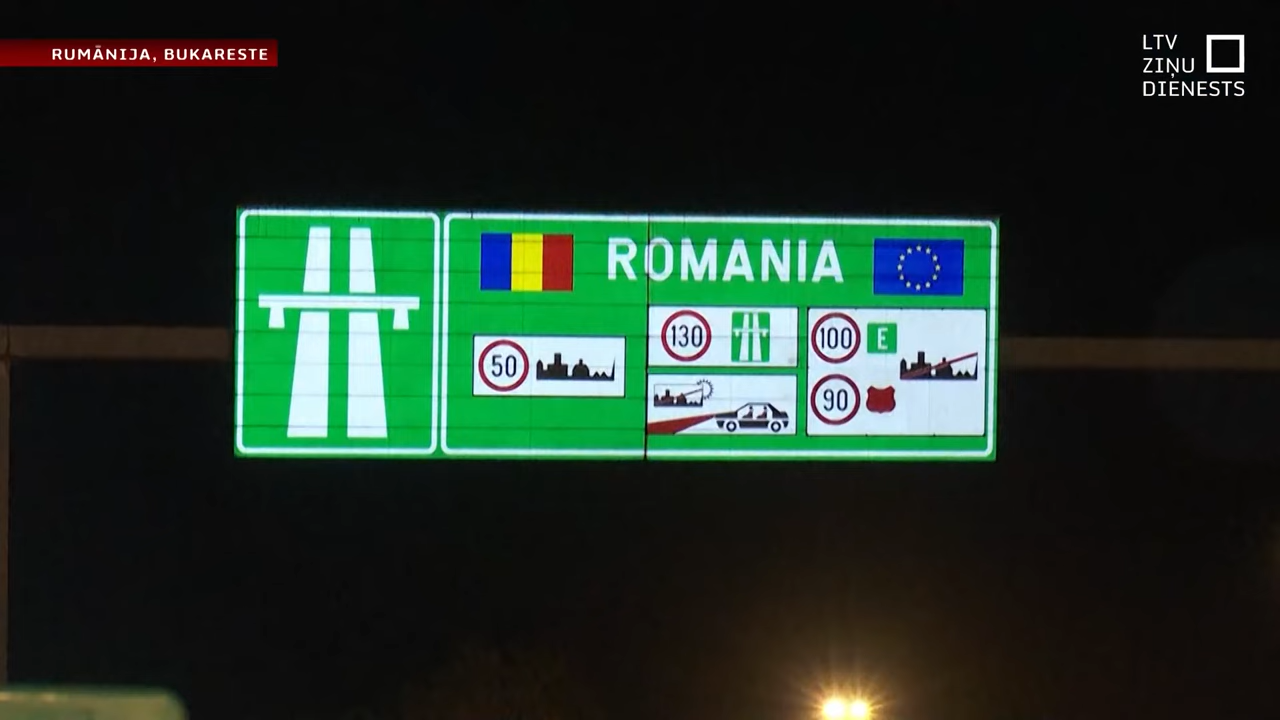 RUMĀNIJA, BUKARESTE
LTV
ZIŅU
DIENESTS
ROMANIA
130
100 E
50
90